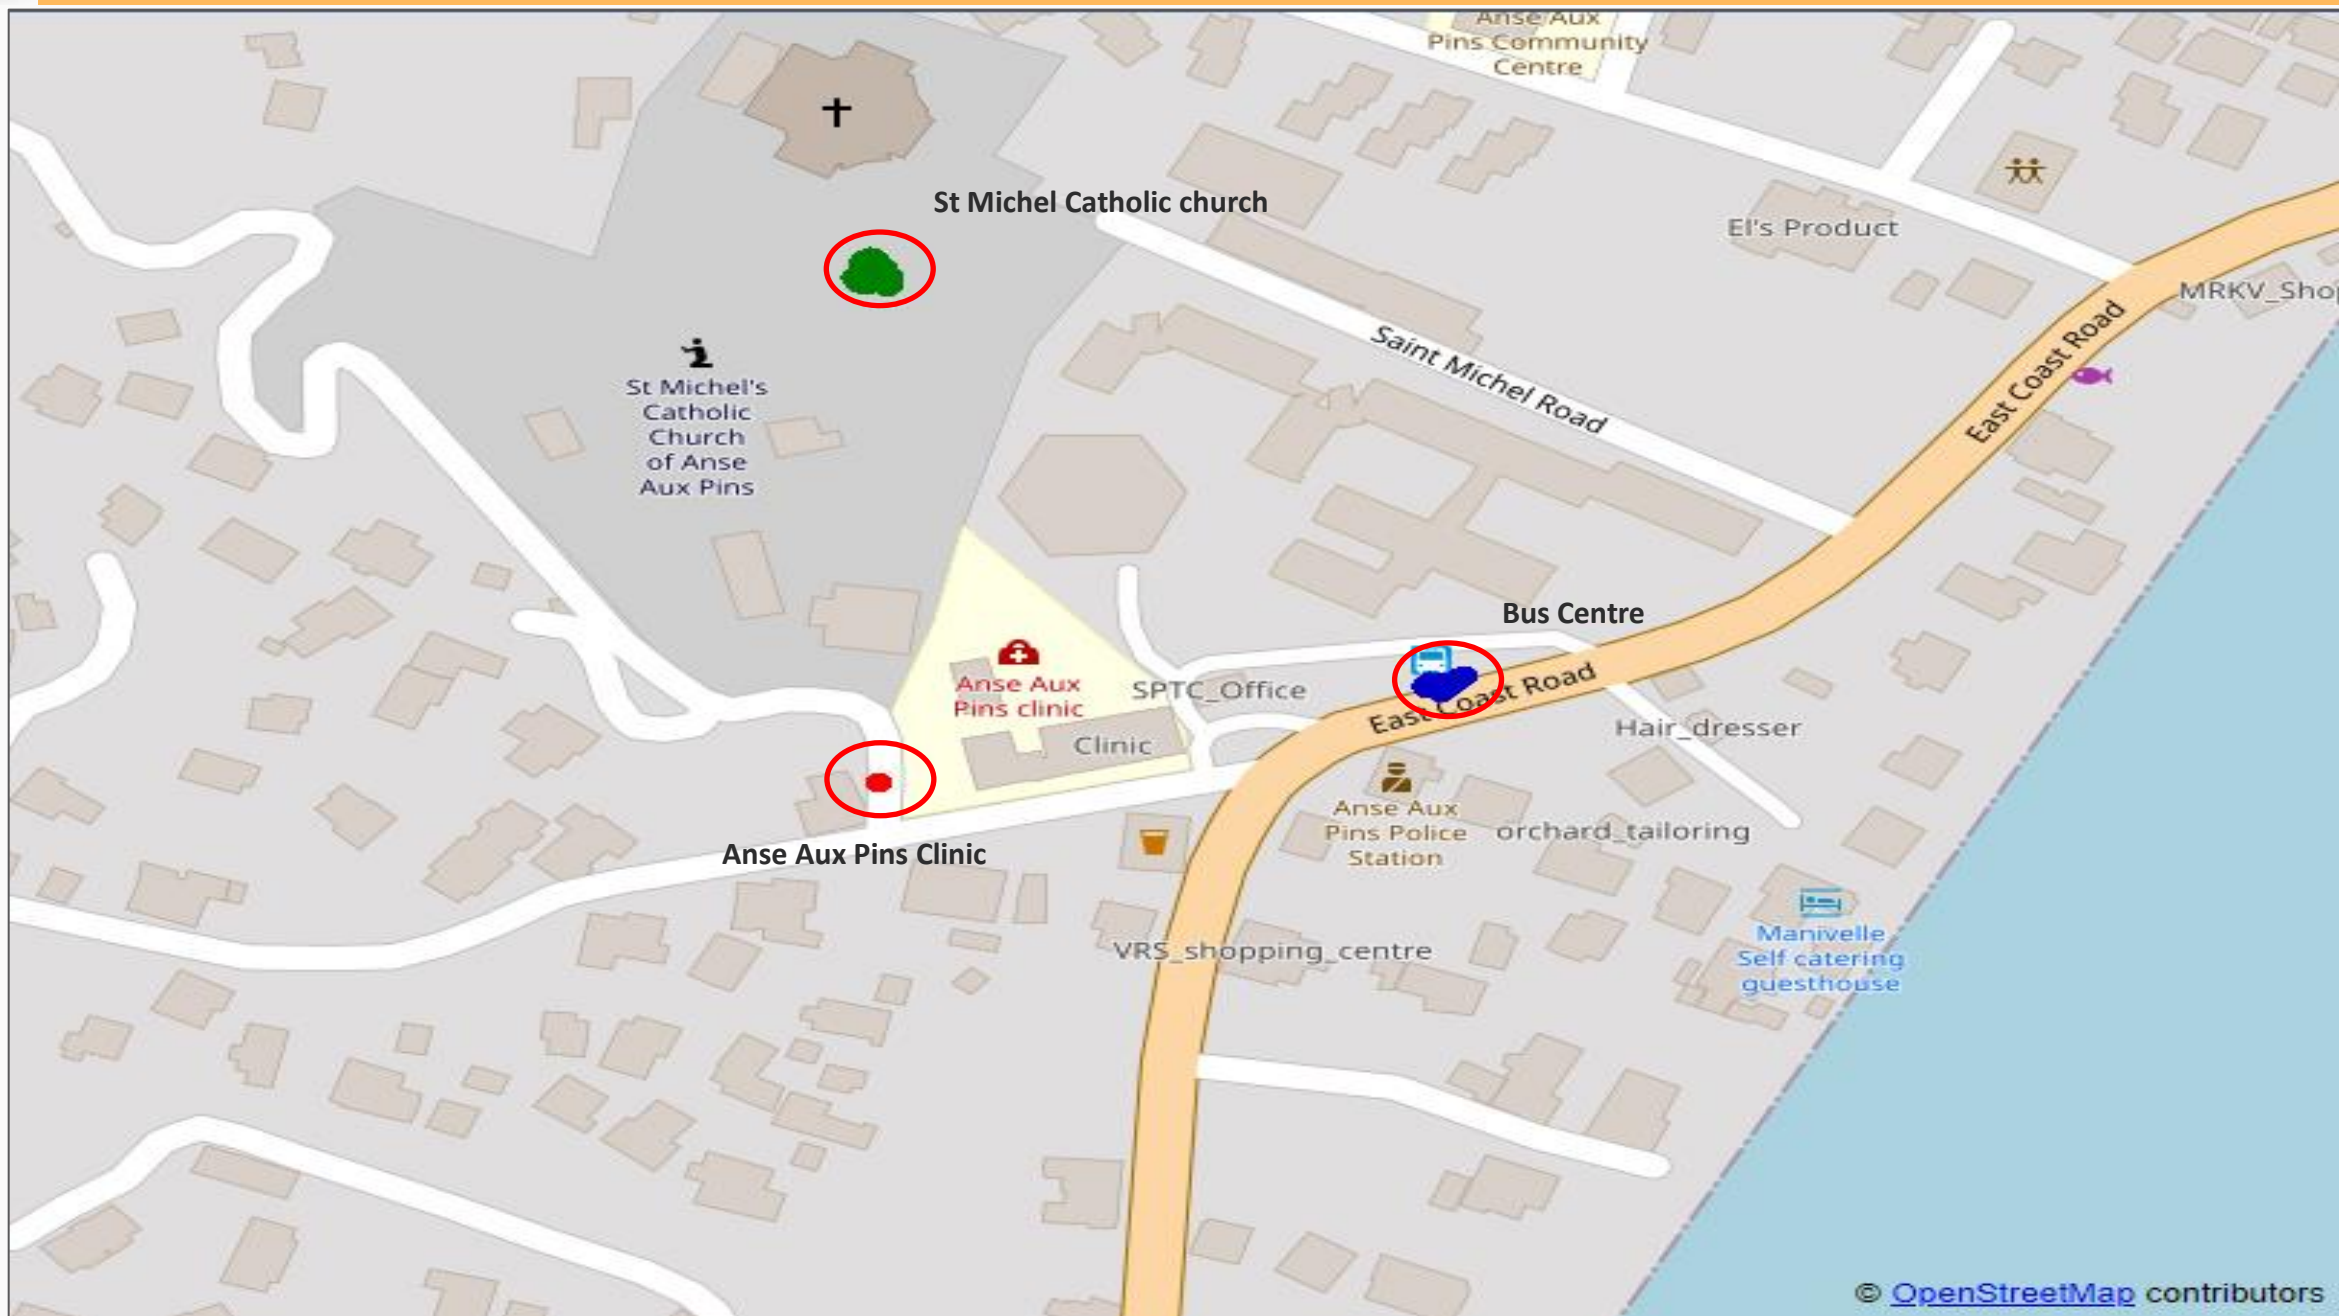 Anse Aux
Pins Community
Centre
St Michel Catholic church
El's Product
MRKV_Sho
East Coast Road
Saint Michel Road
St Michel's
Catholic
Church
of Anse
Aux Pins
Bus Centre
Anse Aux
Pins clinic
SPTC_Office
East Coast Road
Clinic
Hair_dresser
Anse Aux
Pins Police
Station
orchard_tailoring
Anse Aux Pins Clinic
VRS_shopping_centre
Manivelle
Self catering
guesthouse
© OpenStreetMap contributors